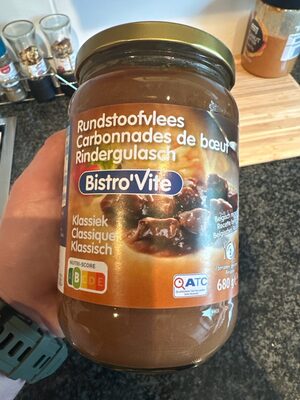 Rundstoofvlees
Carbonnades de bœuf
Rindergulasch
Bistro'Vite
Klassiek
Classique
Klassisch
NUTRI-SCORE
B C D E
ATC
680 g